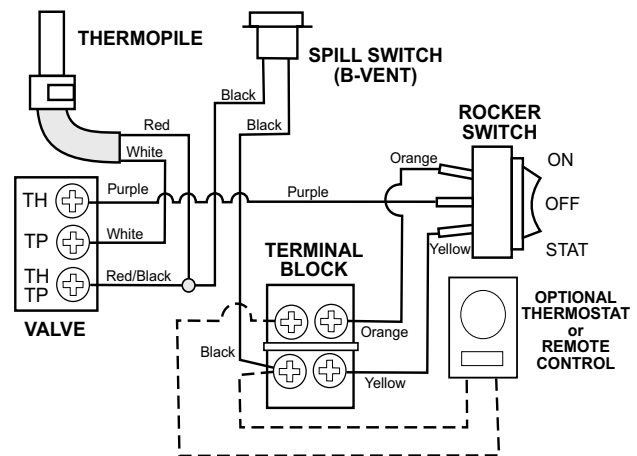 THERMOPILE
SPILL SWITCH
(B-VENT)
Black
Black
ROCKER
SWITCH
Red
White
Orange
ON
Purple
Purple
OFF
TH
White
TP
Yellow
STAT
TERMINAL
BLOCK
Red/Black
TH
TP
VALVE
OPTIONAL
THERMOSTAT
or
REMOTE
CONTROL
Orange
Black
Yellow